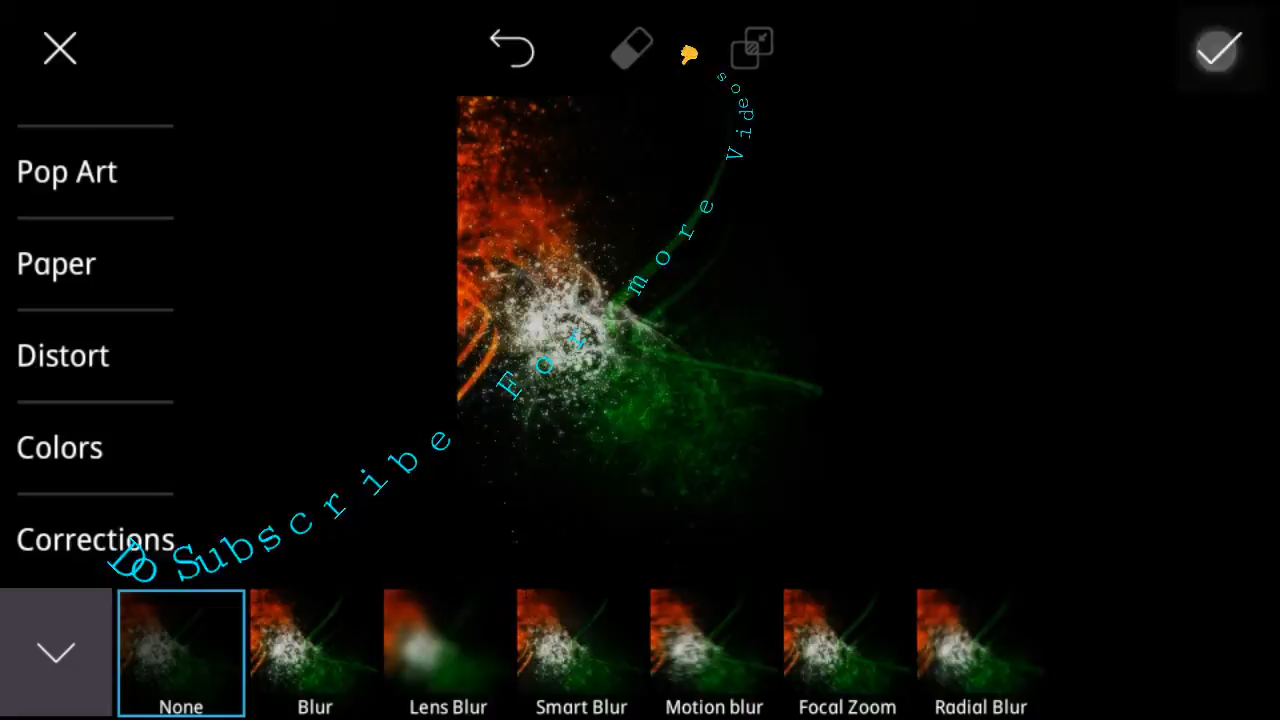 Pop Art
Paper
Distort
Colors
Corrections
Do Subscribe For more Videos
None
Blur
Lens Blur
Smart Blur
Motion blur
Focal Zoom
Radial Blur